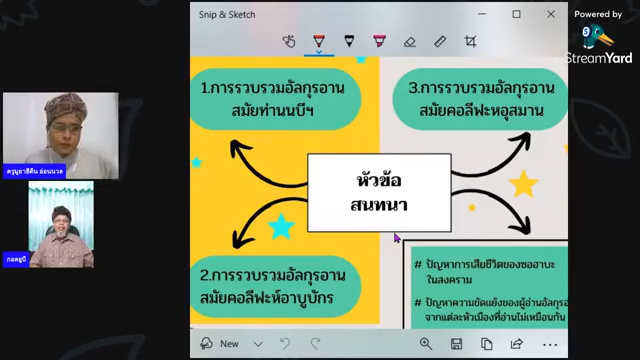 Snip & Sketch
Powered by
StreamYard
1.การรวบรวมอัลกุรอาน
สมัยท่านนบีฯ
3.การรวบรวมอัลกุรอาน
สมัยคอลีฟะหอุสมาน
หัวข้อ
สนทนา
2.การรวบรวมอัลกุรอาน
สมัยคอลีฟะห์อาบูบักร
# ปัญหาการเสียชีวิตของซออาบะ
ในสงคราม
# ปัญหาความขัดแย้งของผู้อ่านอัลกุรอ
จากแต่ละหัวเมืองที่อ่านไม่เหมือนกัน
ครูมูยาฮีดีน อ่อนนวล
กอลยูบี
New